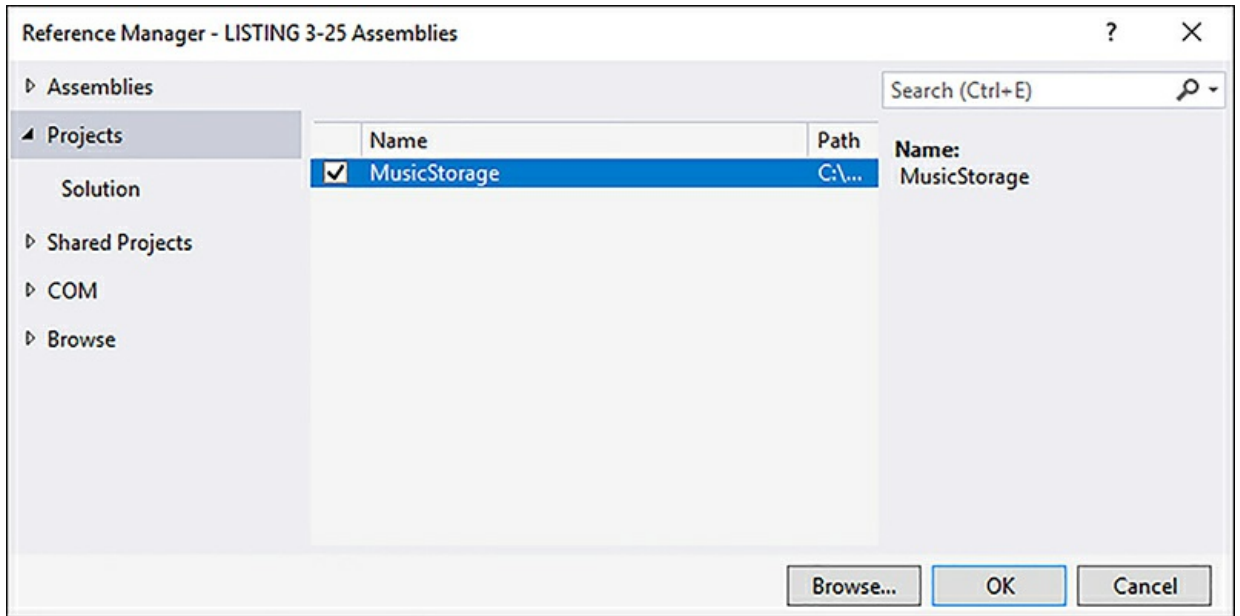 Reference Manager - LISTING 3-25 Assemblies
?
Assemblies
Projects
Solution
Shared Projects
COM
Browse
Name Path
MusicStorage C:\...
Search (Ctrl+E)
Name:
MusicStorage
Browse...
OK
Cancel